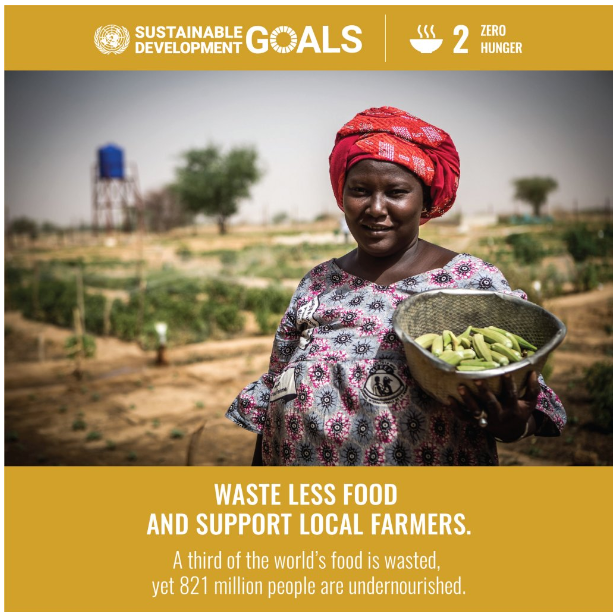 SUSTAINABLE
DEVELOPMENT
GOALS
2
ZERO
HUNGER
WASTE LESS FOOD
AND SUPPORT LOCAL FARMERS.
A third of the world's food is wasted,
yet 821 million people are undernourished.